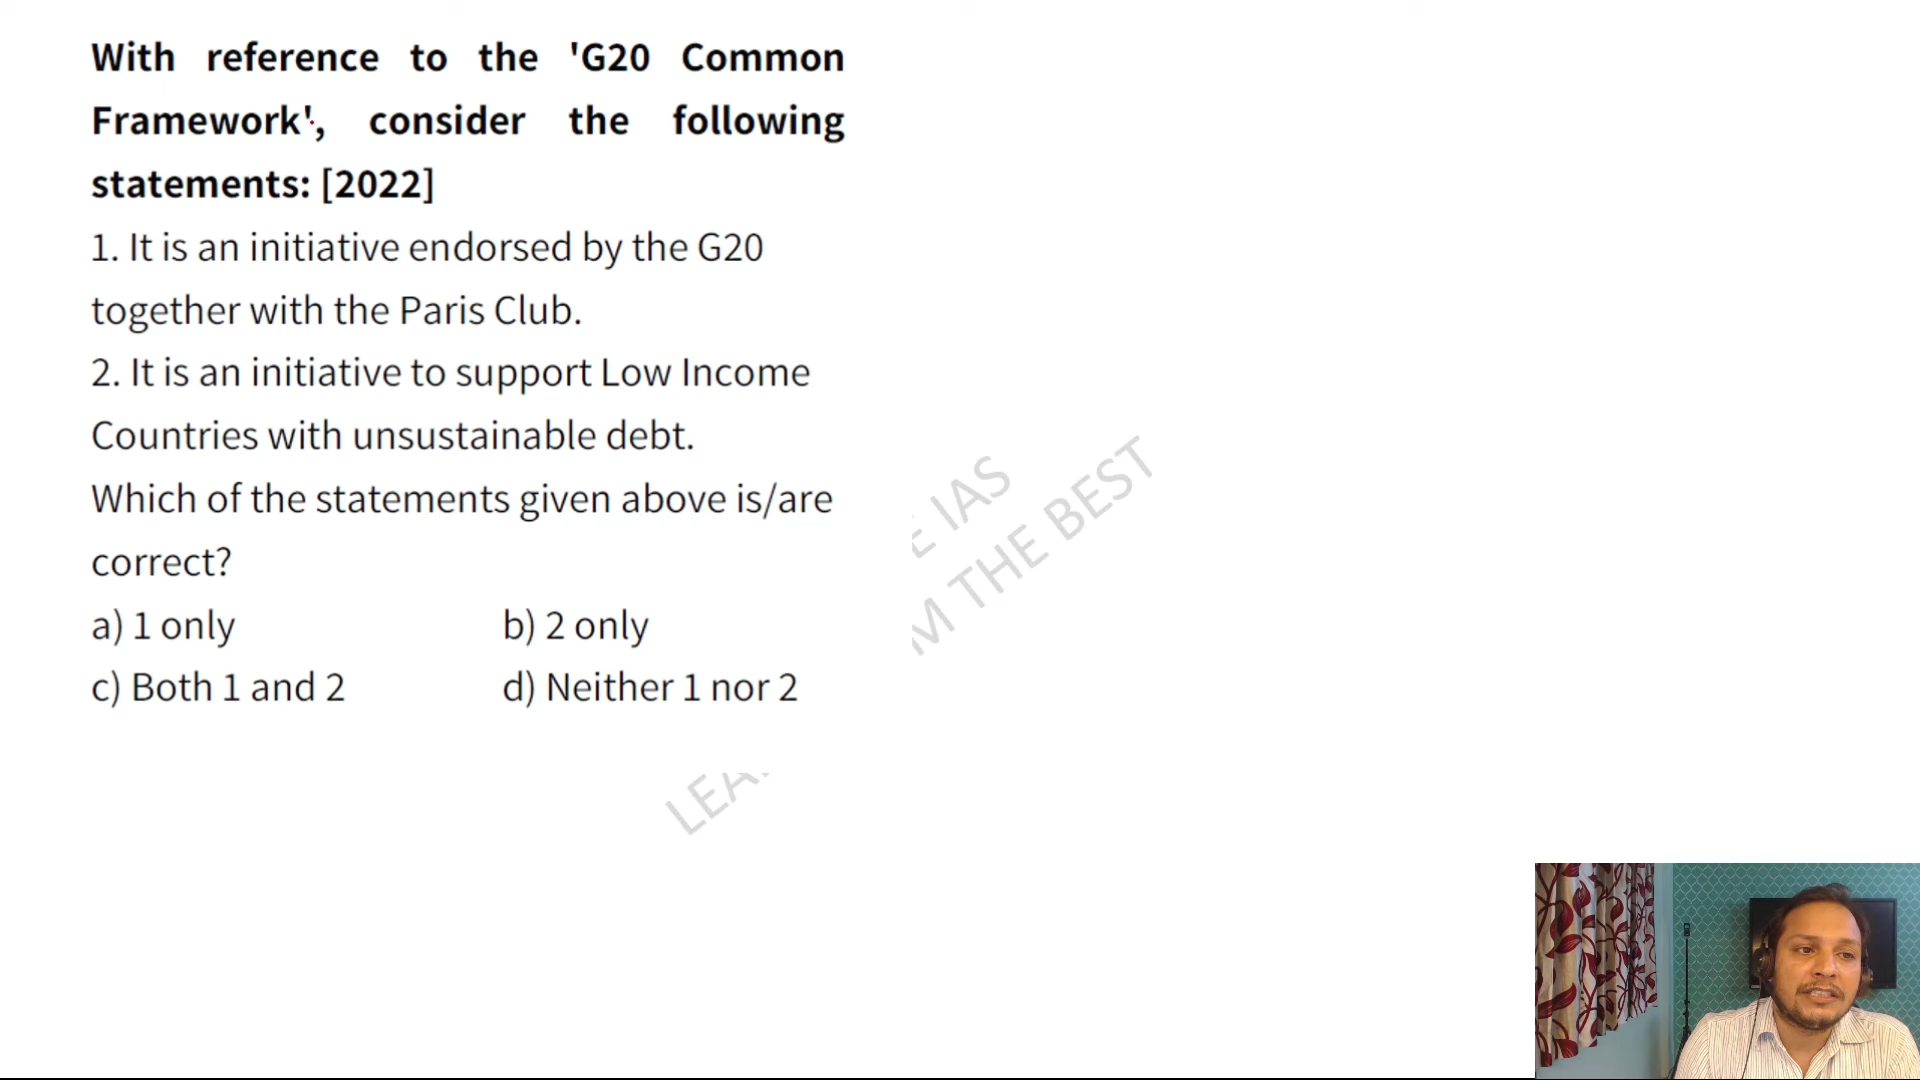 With reference to the 'G20 Common
Framework', consider the following
statements: [2022]
1. It is an initiative endorsed by the G20
together with the Paris Club.
2. It is an initiative to support Low Income
Countries with unsustainable debt.
Which of the statements given above is/are
correct?
a) 1 only b) 2 only
c) Both 1 and 2 d) Neither 1 nor 2
IAS
THE BEST